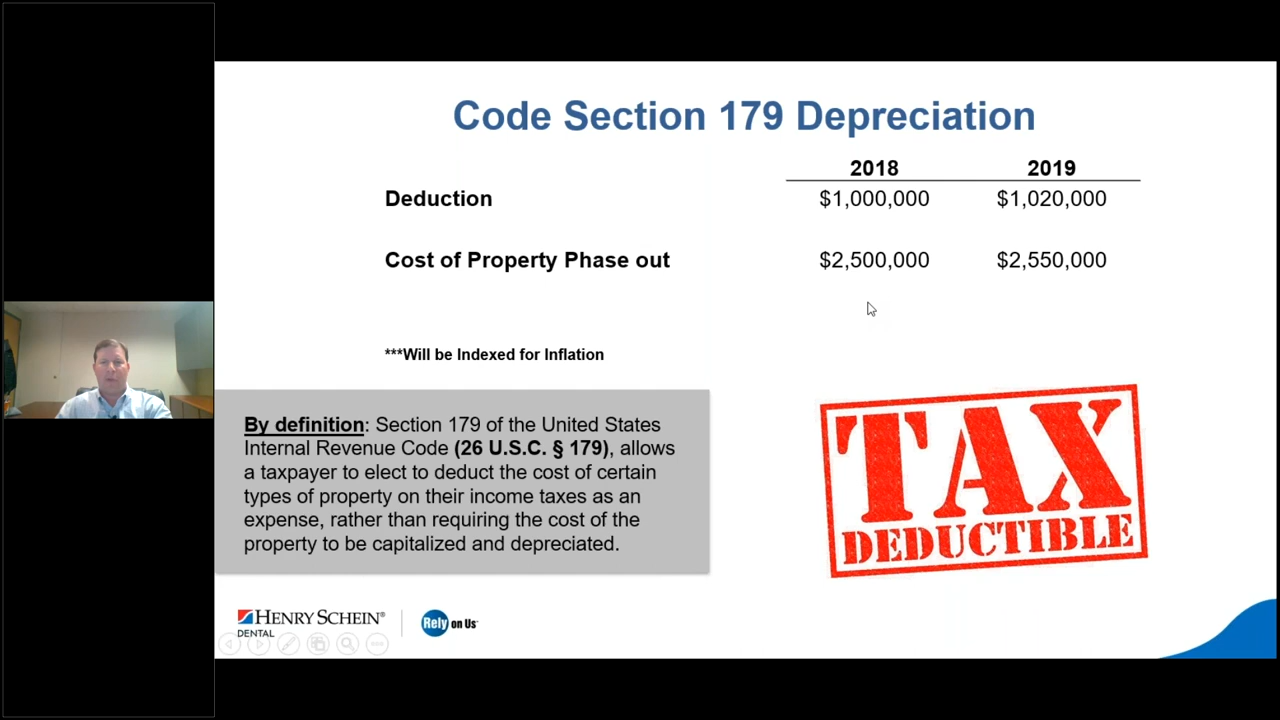 Code Section 179 Depreciation
2018 2019
Deduction $1,000,000 $1,020,000
Cost of Property Phase out $2,500,000 $2,550,000
***Will be Indexed for Inflation
By definition: Section 179 of the United States
Internal Revenue Code (26 U.S.C. § 179), allows
a taxpayer to elect to deduct the cost of certain
types of property on their income taxes as an
expense, rather than requiring the cost of the
property to be capitalized and depreciated.
TAX
DEDUCTIBLE
HENRY SCHEIN®
DENTAL
Rely on Us